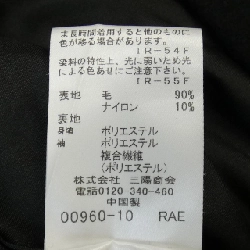 は長時間着用すると他のものに
色が移る場合があります。
IR-54F
染料の特性上、光に弱いため光
による色あせにご注意下さい。
IR-55F
表地 毛 90%
ナイロン 10%
裏地
身頃 ポリエステル
袖 ポリエステル
複合繊維
(ポリエステル)
株式会社 三陽商会
電話0120 340-460
中国製
00960-10 RAE